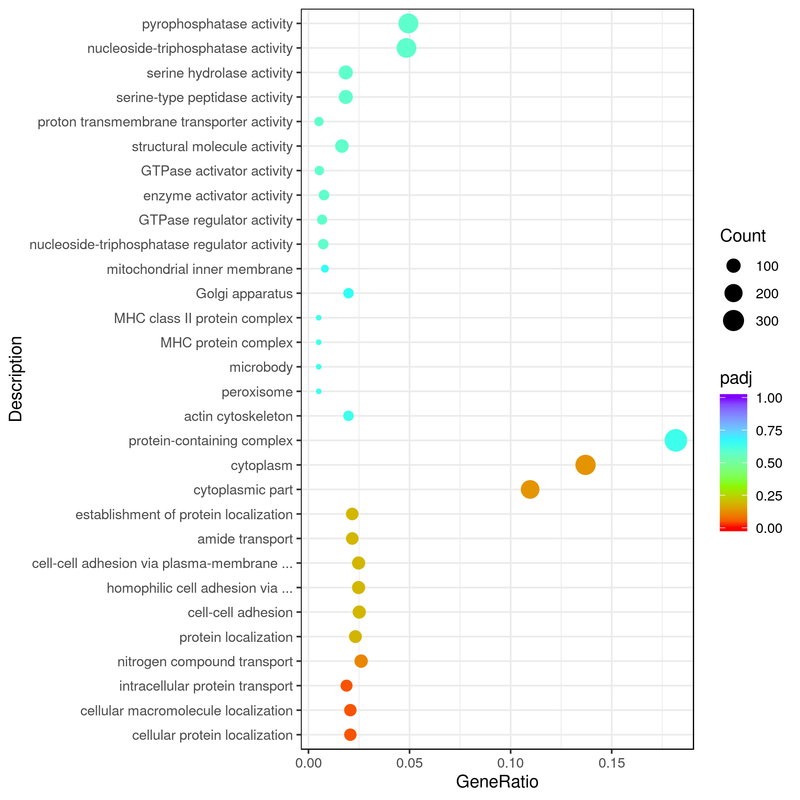 pyrophosphatase activity
nucleoside-triphosphatase activity
serine hydrolase activity
serine-type peptidase activity
proton transmembrane transporter activity
structural molecule activity
GTPase activator activity
enzyme activator activity
GTPase regulator activity
nucleoside-triphosphatase regulator activity
mitochondrial inner membrane
Golgi apparatus
MHC class II protein complex
MHC protein complex
microbody
peroxisome
actin cytoskeleton
protein-containing complex
cytoplasm
cytoplasmic part
establishment of protein localization
amide transport
cell-cell adhesion via plasma-membrane ...
homophilic cell adhesion via ...
cell-cell adhesion
protein localization
nitrogen compound transport
intracellular protein transport
cellular macromolecule localization
cellular protein localization
Description
0.00 0.05 0.10 0.15
GeneRatio
Count
100
200
300
padj
1.00
0.75
0.50
0.25
0.00